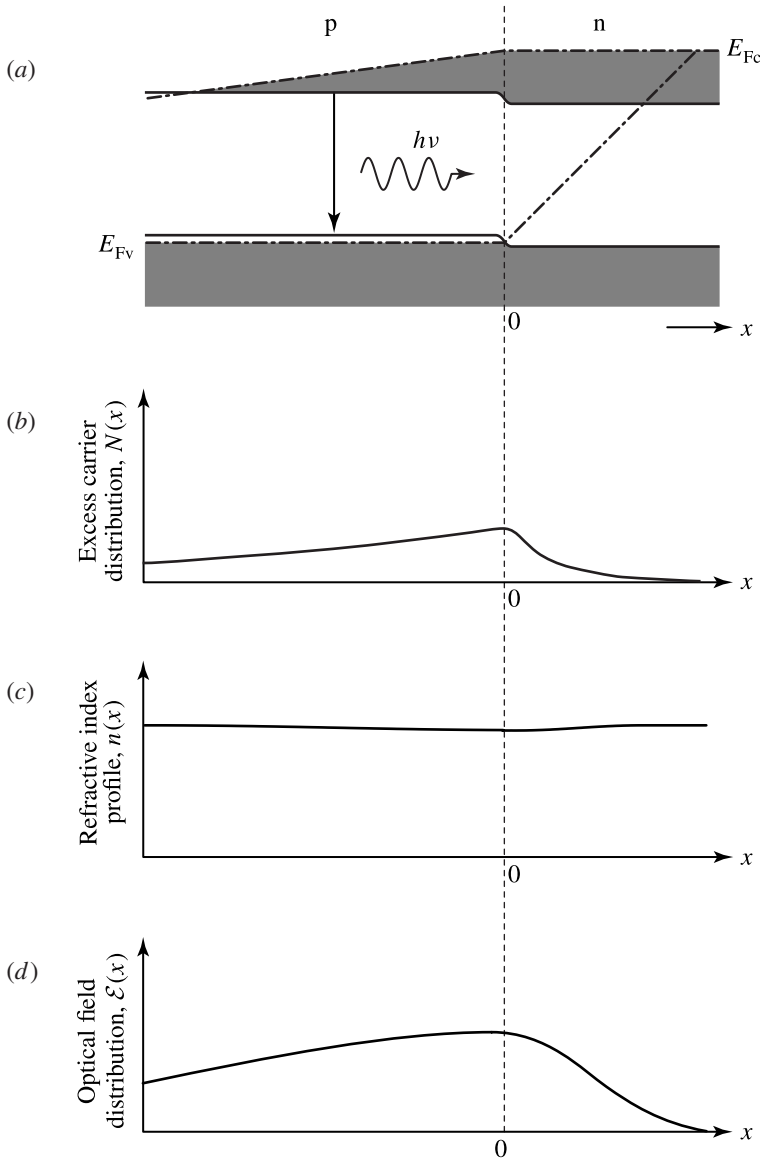 p n
(a)
E_Fc
hν
E_Fv
0
x
(b)
Excess carrier
distribution, N(x)
x
0
(c)
Refractive index
profile, n(x)
x
0
(d)
Optical field
distribution, ℰ(x)
x
0